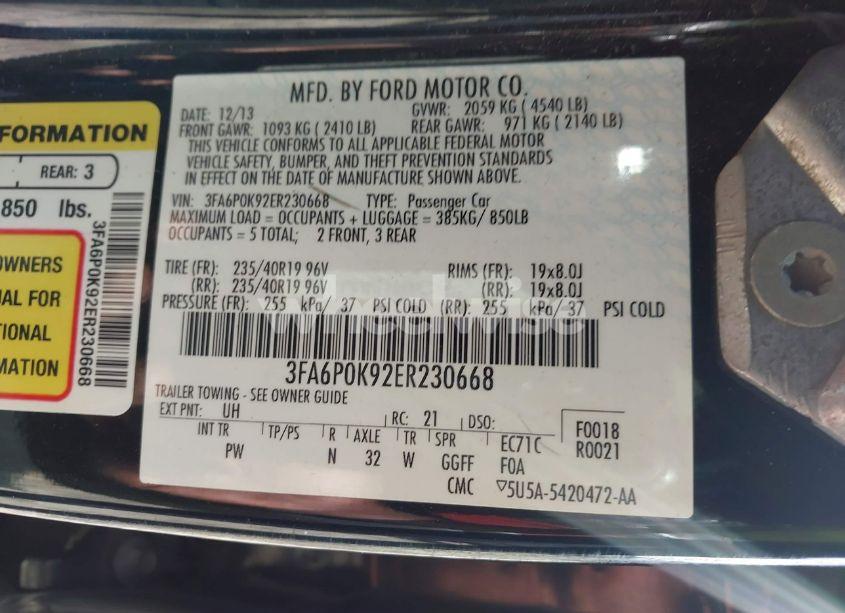 FORMATION
REAR: 3
850 lbs.
OWNERS
UAL FOR
TIONAL
MATION
3FA6P0K92ER230668
MFD. BY FORD MOTOR CO.
DATE: 12/13 GVWR: 2059 KG ( 4540 LB)
FRONT GAWR: 1093 KG ( 2410 LB) REAR GAWR: 971 KG ( 2140 LB)
THIS VEHICLE CONFORMS TO ALL APPLICABLE FEDERAL MOTOR
VEHICLE SAFETY, BUMPER, AND THEFT PREVENTION STANDARDS
IN EFFECT ON THE DATE OF MANUFACTURE SHOWN ABOVE.
VIN: 3FA6P0K92ER230668 TYPE: Passenger Car
MAXIMUM LOAD = OCCUPANTS + LUGGAGE = 385KG/ 850LB
OCCUPANTS = 5 TOTAL; 2 FRONT, 3 REAR
TIRE (FR): 235/40R19 96V RIMS (FR): 19x8.0J
(RR): 235/40R19 96V (RR): 19x8.0J
PRESSURE (FR): 255 kPa/ 37 PSI COLD (RR): 255 kPa/ 37 PSI COLD
3FA6P0K92ER230668
TRAILER TOWING - SEE OWNER GUIDE
EXT PNT: UH RC: 21 DSO:
INT TR TP/PS R AXLE TR SPR EC71C F0018
PW N 32 W GGFF F0A R0021
CMC ▽5U5A-5420472-AA